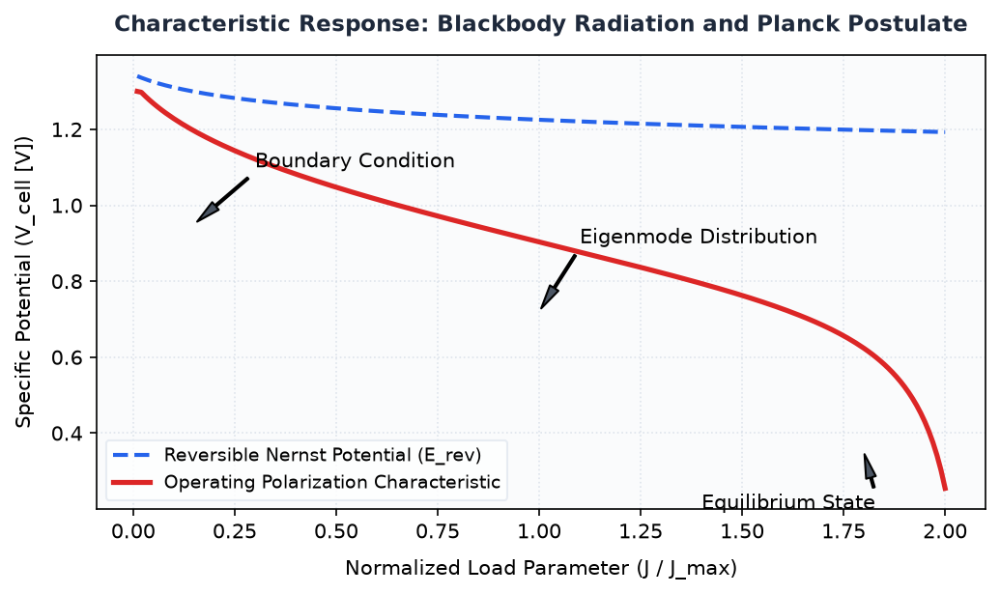 Characteristic Response: Blackbody Radiation and Planck Postulate
Specific Potential (V_cell [V])
1.2
1.0
0.8
0.6
0.4
Boundary Condition
Eigenmode Distribution
Equilibrium State
Reversible Nernst Potential (E_rev)
Operating Polarization Characteristic
0.00 0.25 0.50 0.75 1.00 1.25 1.50 1.75 2.00
Normalized Load Parameter (J / J_max)